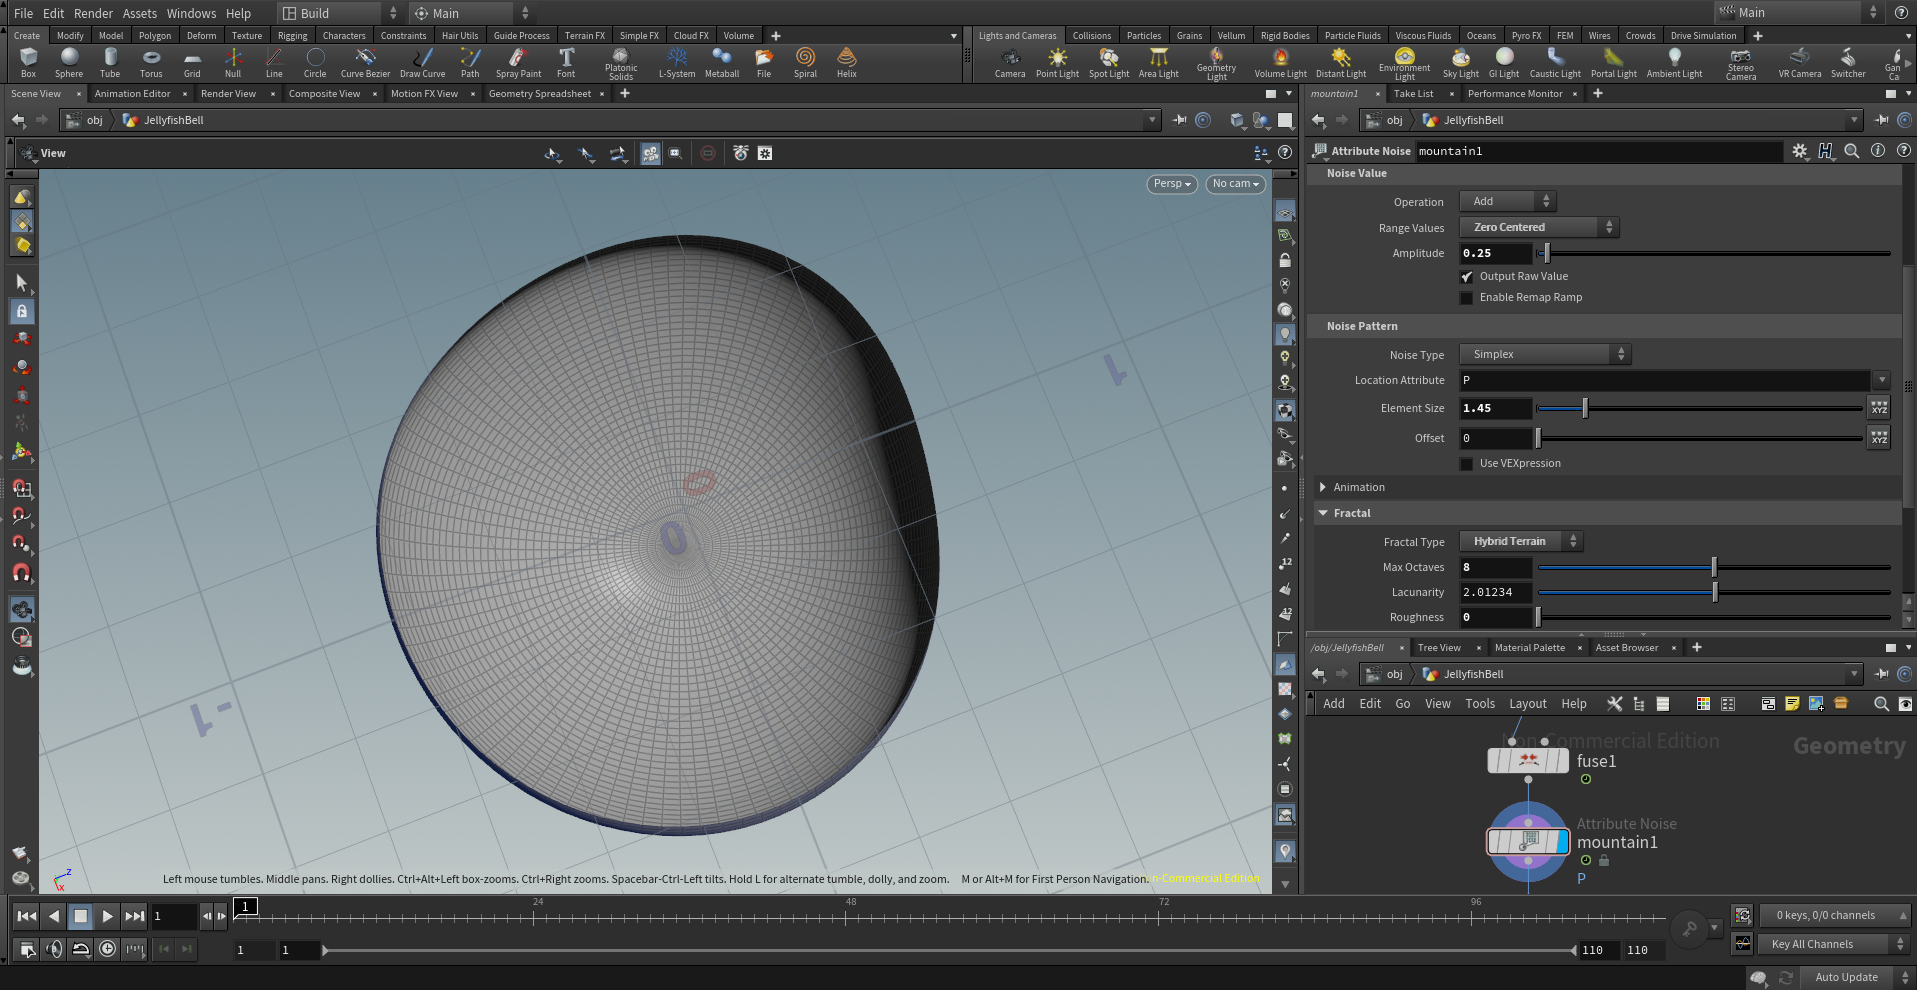 File Edit Render Assets Windows Help Build Main Main
Create Modify Model Polygon Deform Texture Rigging Characters Constraints Hair Utils Guide Process Terrain FX Simple FX Cloud FX Volume
Lights and Cameras Collisions Particles Grains Vellum Rigid Bodies Particle Fluids Viscous Fluids Oceans Pyro FX FEM Wires Crowds Drive Simulation
Box Sphere Tube Torus Grid Null Line Circle Curve Bezier Draw Curve Path Spray Paint Font Platonic Solids L-System Metaball File Spiral Helix
Camera Point Light Spot Light Area Light Geometry Light Volume Light Distant Light Environment Light Sky Light GI Light Caustic Light Portal Light Ambient Light Stereo Camera VR Camera Switcher Gan Ca
Scene View Animation Editor Render View Composite View Motion FX View Geometry Spreadsheet
mountain1 Take List Performance Monitor
obj JellyfishBell
obj JellyfishBell
View
Attribute Noise mountain1
Persp No cam
Noise Value
Operation Add
Range Values Zero Centered
Amplitude 0.25
Output Raw Value
Enable Remap Ramp
Noise Pattern
Noise Type Simplex
Location Attribute P
Element Size 1.45
Offset 0
Use VEXpression
Animation
Fractal
Fractal Type Hybrid Terrain
Max Octaves 8
Lacunarity 2.01234
Roughness 0
1
0
0
-1
12
12
/obj/JellyfishBell Tree View Material Palette Asset Browser
obj JellyfishBell
Add Edit Go View Tools Layout Help
Non-Commercial Edition
Geometry
fuse1
Attribute Noise
mountain1
P
z
x
Left mouse tumbles. Middle pans. Right dollies. Ctrl+Alt+Left box-zooms. Ctrl+Right zooms. Spacebar-Ctrl-Left tilts. Hold L for alternate tumble, dolly, and zoom. M or Alt+M for First Person Navigation.
n-Commercial Edition
1 1 24 48 72 96
0 keys, 0/0 channels
1 1 110 110
Key All Channels
Auto Update